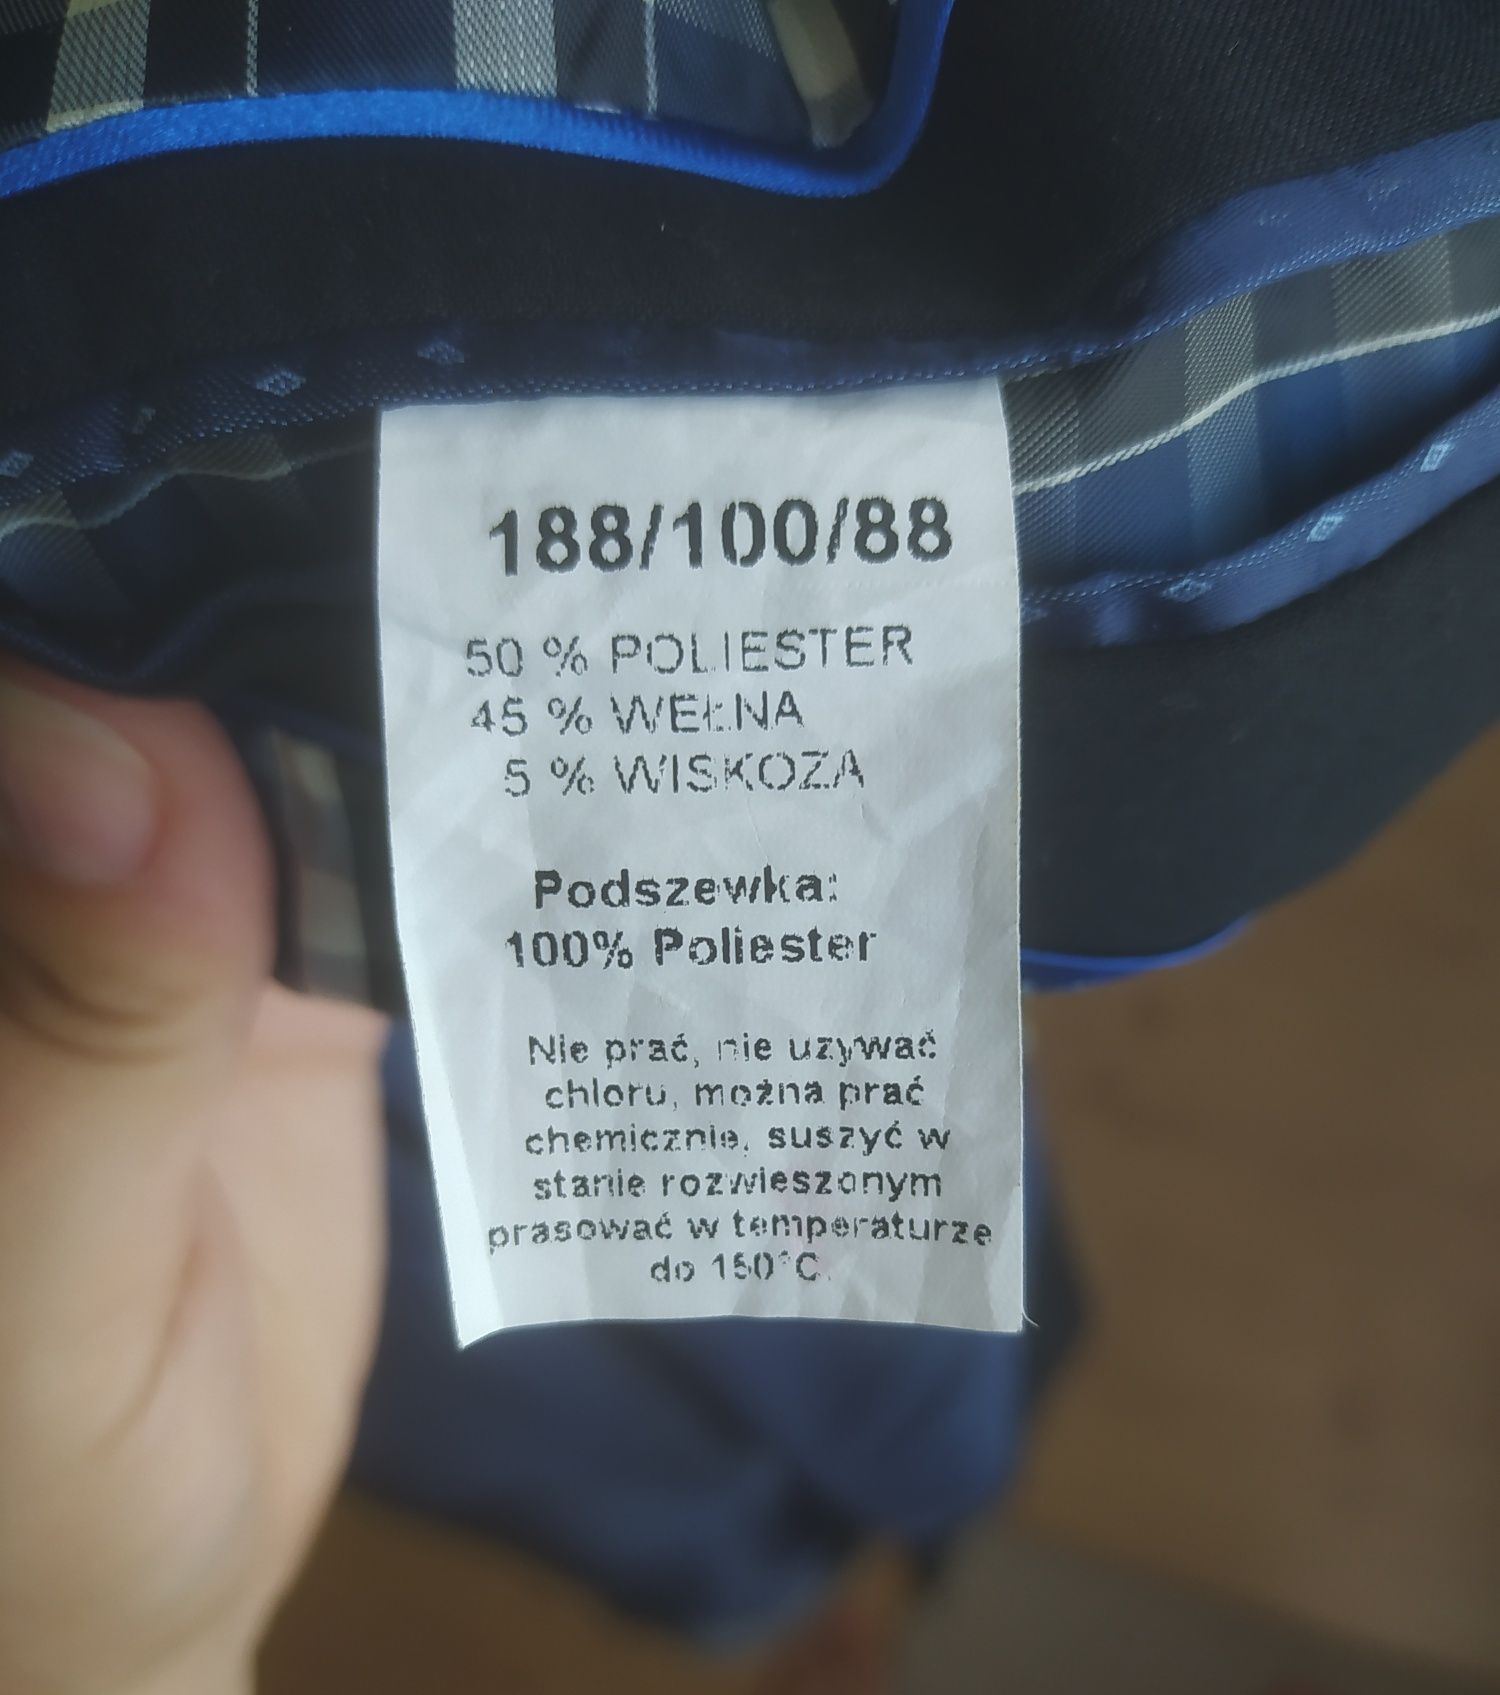 188/100/88
50 % POLIESTER
45 % WEŁNA
5 % WISKOZA
Podszewka:
100% Poliester
Nie prać, nie uzywać
chloru, można prać
chemicznie, suszyć w
stanie rozwieszonym
prasować w temperaturze
do 150°C.